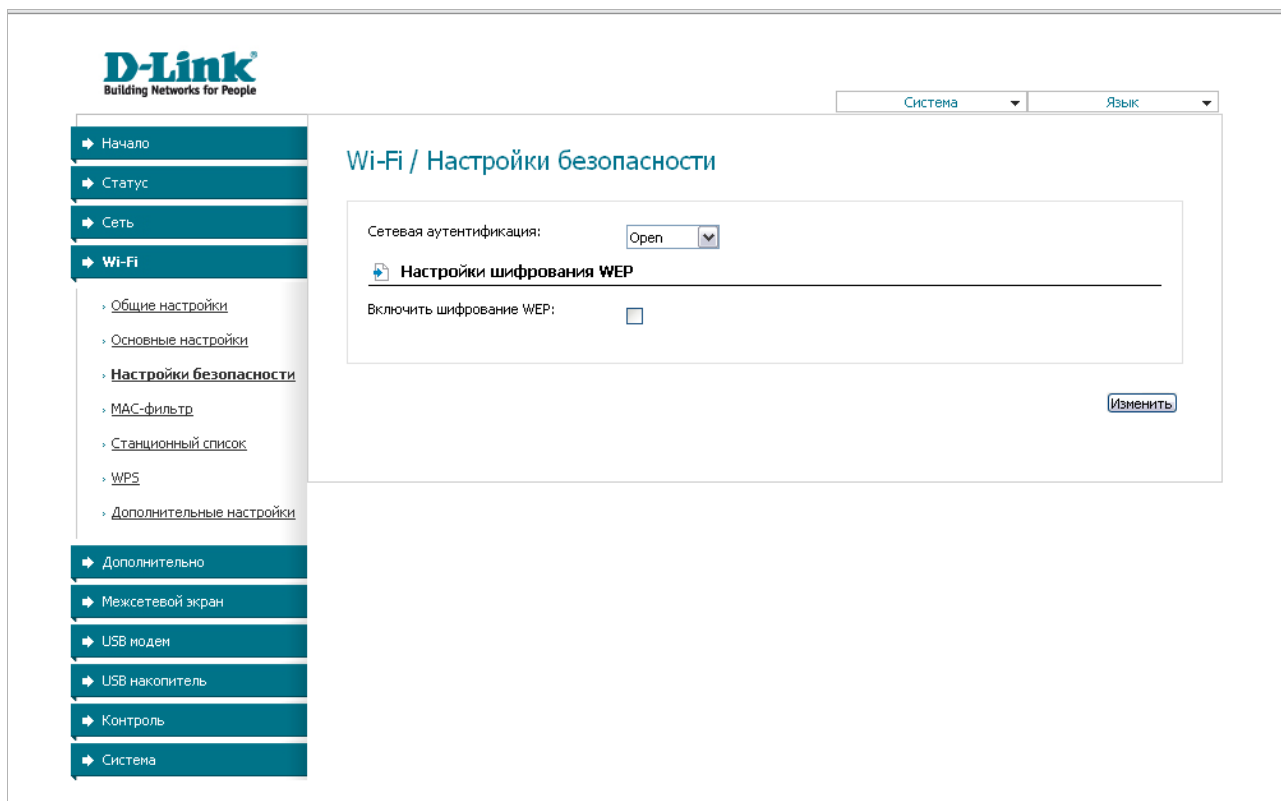 D-Link
Building Networks for People
Система
Язык
Начало
Статус
Сеть
Wi-Fi
Общие настройки
Основные настройки
Настройки безопасности
MAC-фильтр
Станционный список
WPS
Дополнительные настройки
Дополнительно
Межсетевой экран
USB модем
USB накопитель
Контроль
Система
Wi-Fi / Настройки безопасности
Сетевая аутентификация:
Open
Настройки шифрования WEP
Включить шифрование WEP:
Изменить